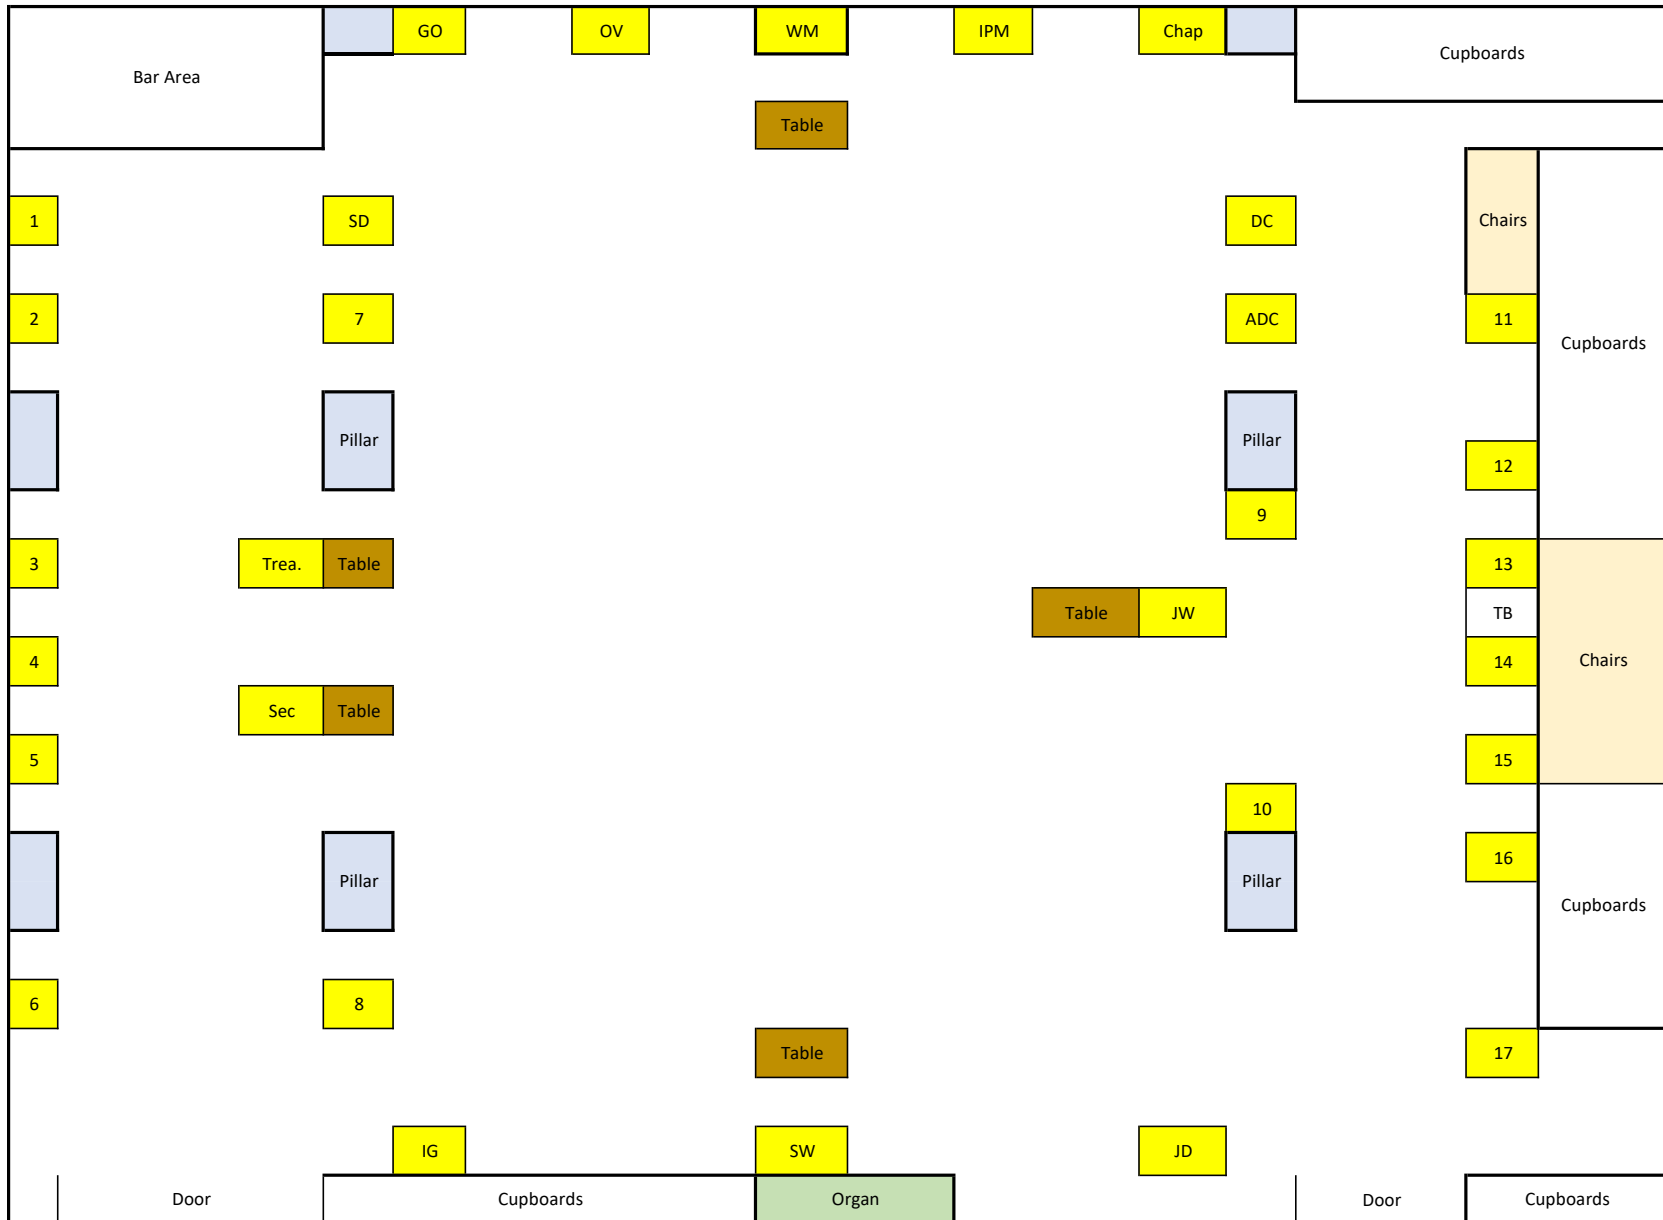 GO
OV
WM
IPM
Chap
Bar Area
Cupboards
Table
1
SD
DC
Chairs
2
7
ADC
11
Cupboards
Pillar
Pillar
12
9
3
Trea.
Table
13
Table
JW
TB
4
14
Chairs
Sec
Table
5
15
10
16
Pillar
Pillar
Cupboards
6
8
Table
17
IG
SW
JD
Door
Cupboards
Organ
Door
Cupboards